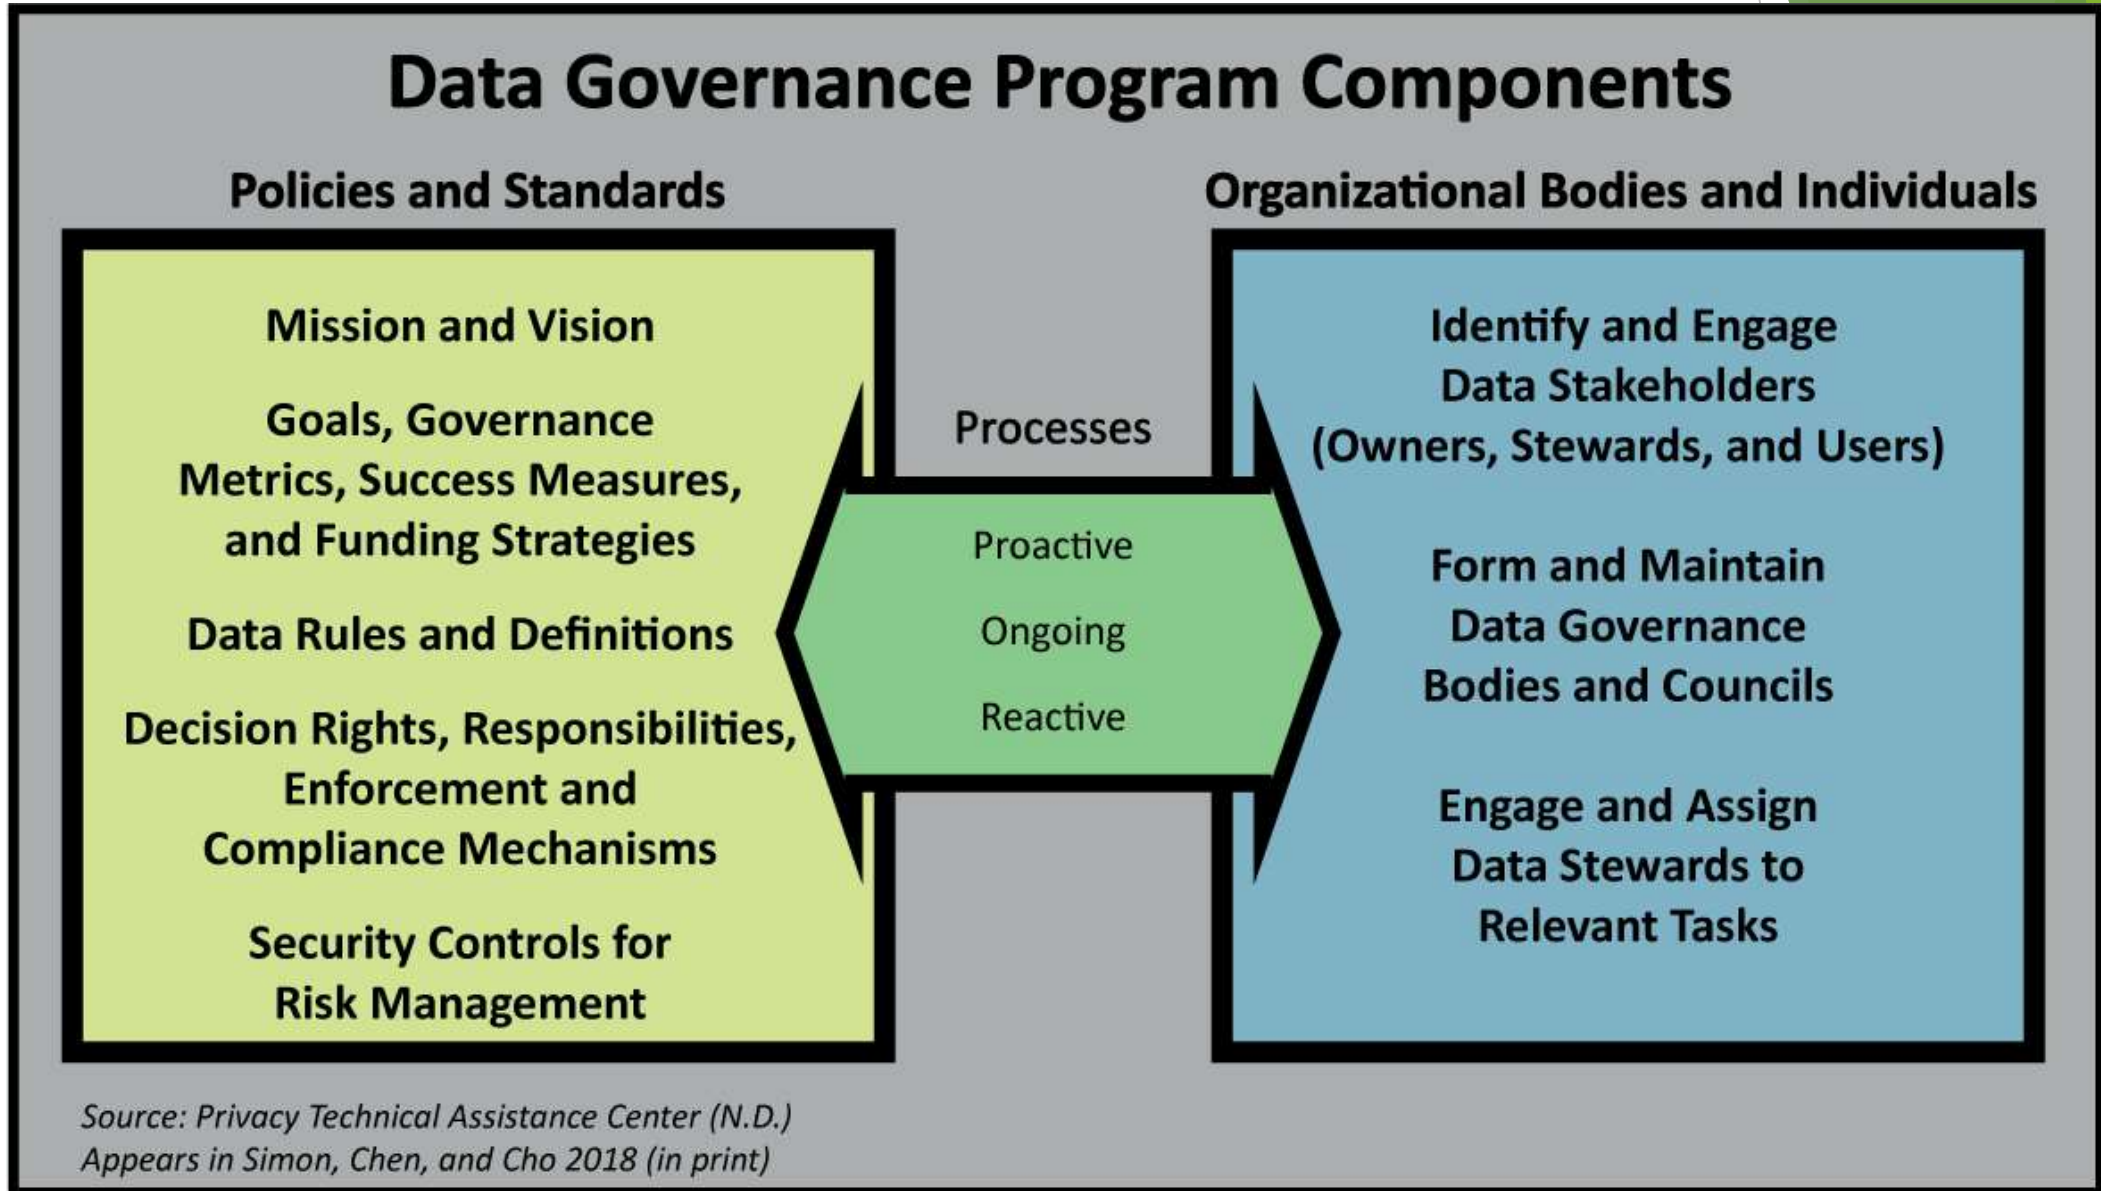 Data Governance Program Components
Policies and Standards
Mission and Vision
Goals, Governance
Metrics, Success Measures,
and Funding Strategies
Data Rules and Definitions
Decision Rights, Responsibilities,
Enforcement and
Compliance Mechanisms
Security Controls for
Risk Management
Processes
Proactive
Ongoing
Reactive
Organizational Bodies and Individuals
Identify and Engage
Data Stakeholders
(Owners, Stewards, and Users)
Form and Maintain
Data Governance
Bodies and Councils
Engage and Assign
Data Stewards to
Relevant Tasks
Source: Privacy Technical Assistance Center (N.D.)
Appears in Simon, Chen, and Cho 2018 (in print)